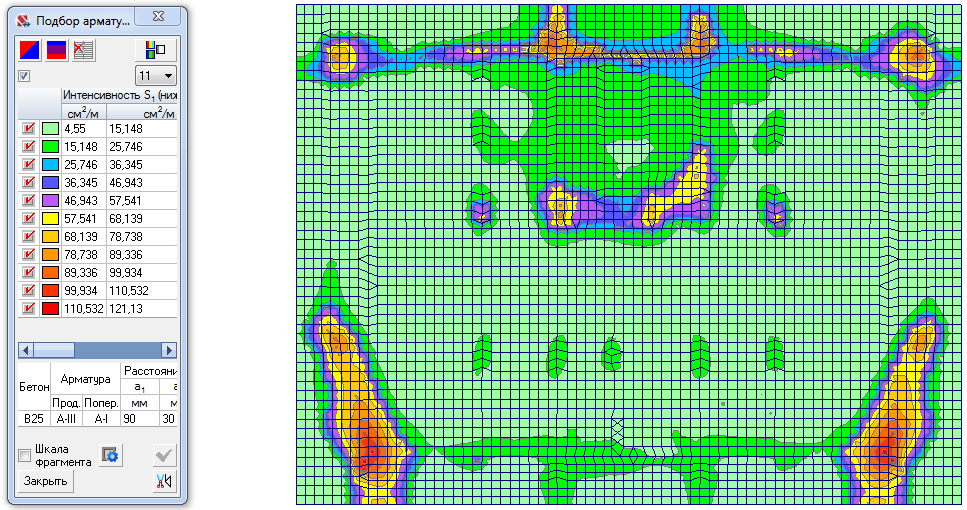 Подбор армату...
11
Интенсивность S1 (ниж
см2/м см2/м
4,55 15,148
15,148 25,746
25,746 36,345
36,345 46,943
46,943 57,541
57,541 68,139
68,139 78,738
78,738 89,336
89,336 99,934
99,934 110,532
110,532 121,13
Бетон Арматура Расстояни
Прод. Попер. a1 a
мм м
B25 A-III A-I 90 30
Шкала
фрагмента
Закрыть